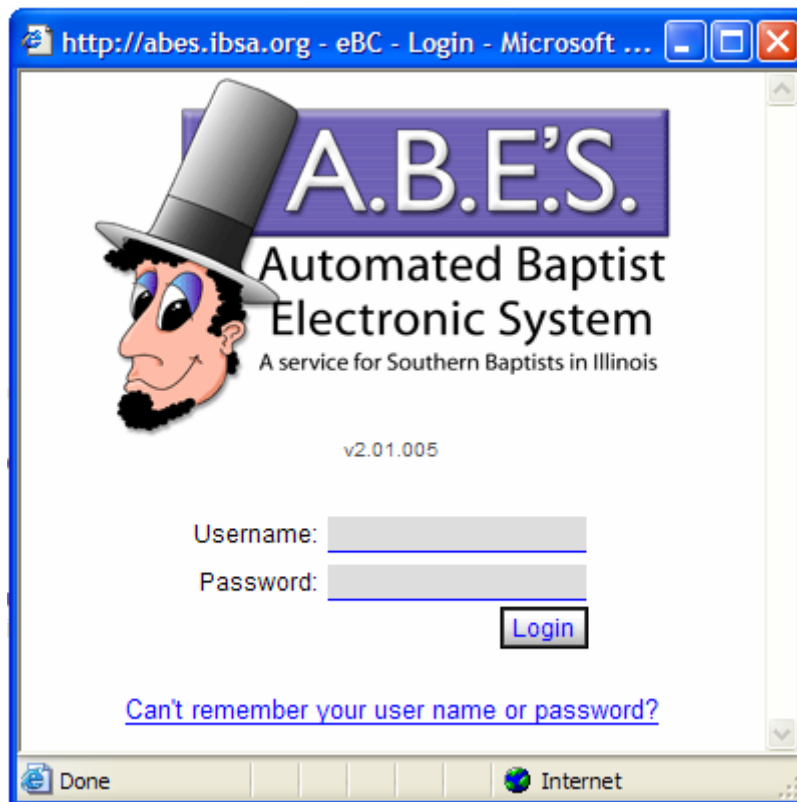 http://abes.ibsa.org - eBC - Login - Microsoft ...
A.B.E.'S.
Automated Baptist
Electronic System
A service for Southern Baptists in Illinois
v2.01.005
Username:
Password:
Login
Can't remember your user name or password?
Done
Internet